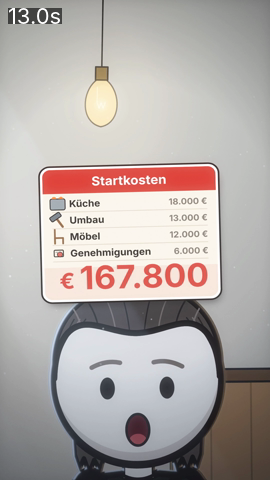 13.0s
Startkosten
Küche 18.000 €
Umbau 13.000 €
Möbel 12.000 €
Genehmigungen 6.000 €
€ 167.800